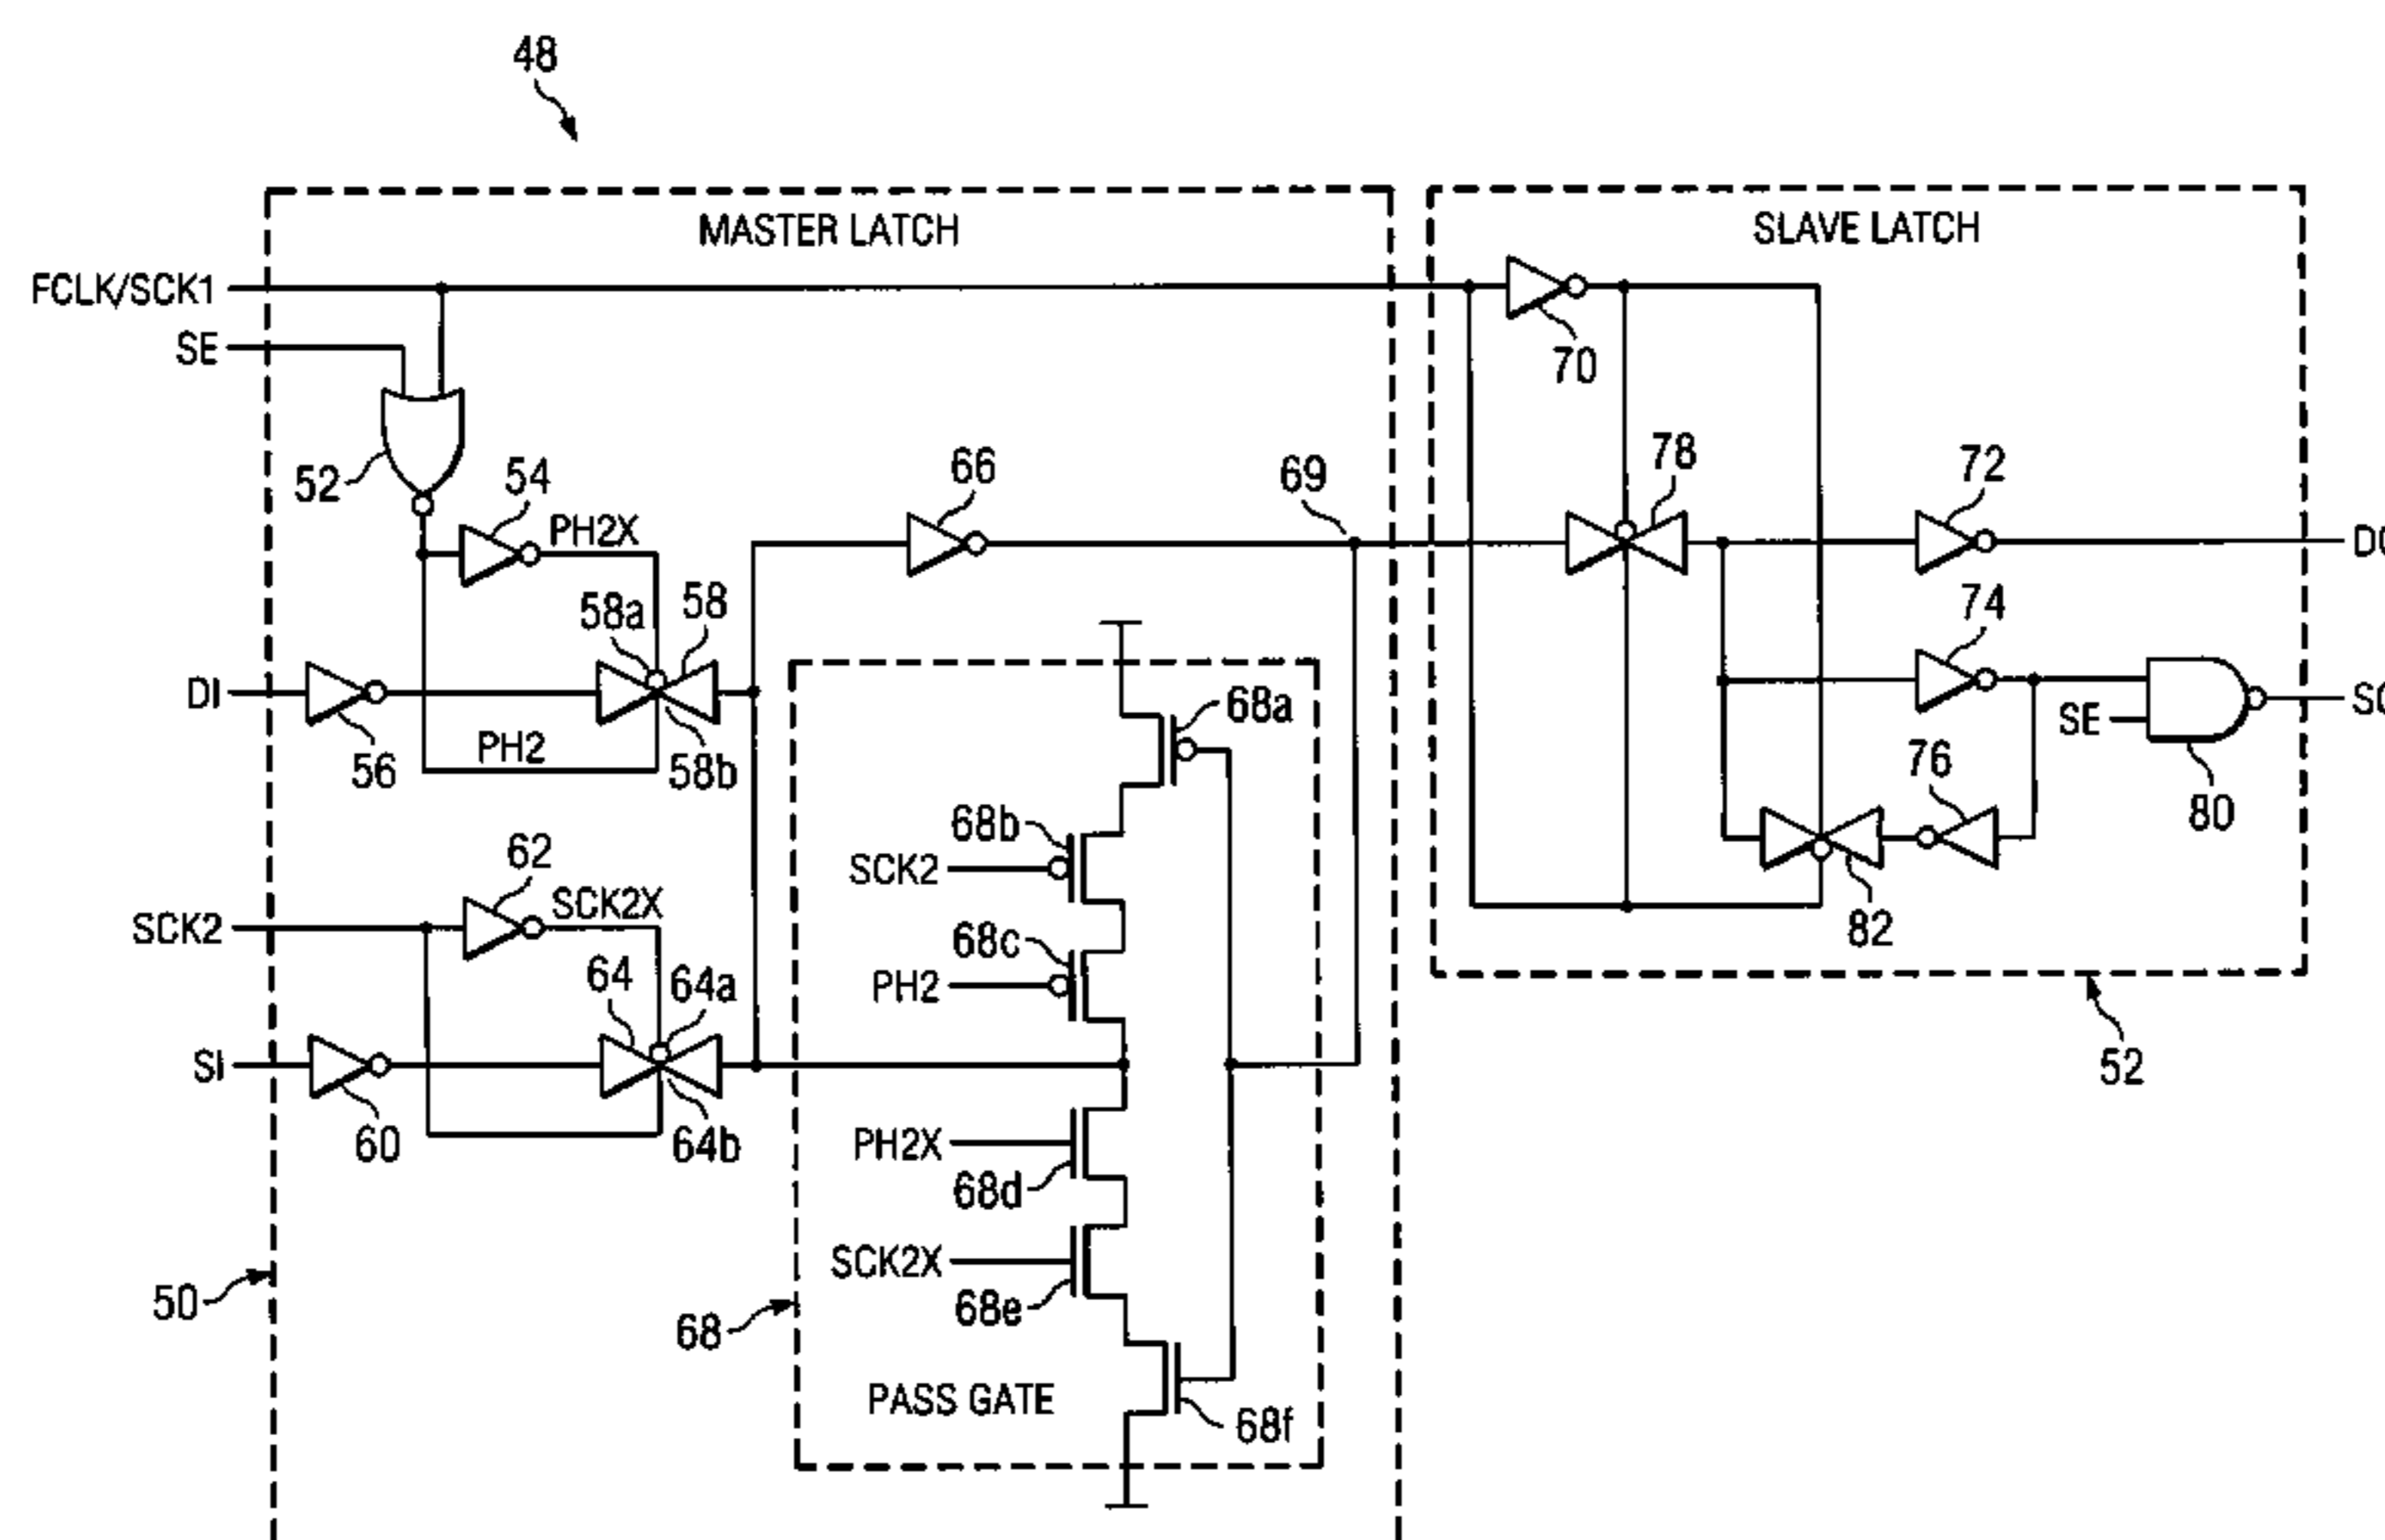 48
MASTER LATCH
SLAVE LATCH
FCLK/SCK1
SE
70
52
54
PH2X
66
69
78
72
58a
58
74
DI
56
PH2
58b
68a
SE
76
80
68b
SCK2
62
SCK2X
SCK2
68c
82
64
64a
PH2
SI
60
64b
52
PH2X
68d
SCK2X
68e
50
68
PASS GATE
68f